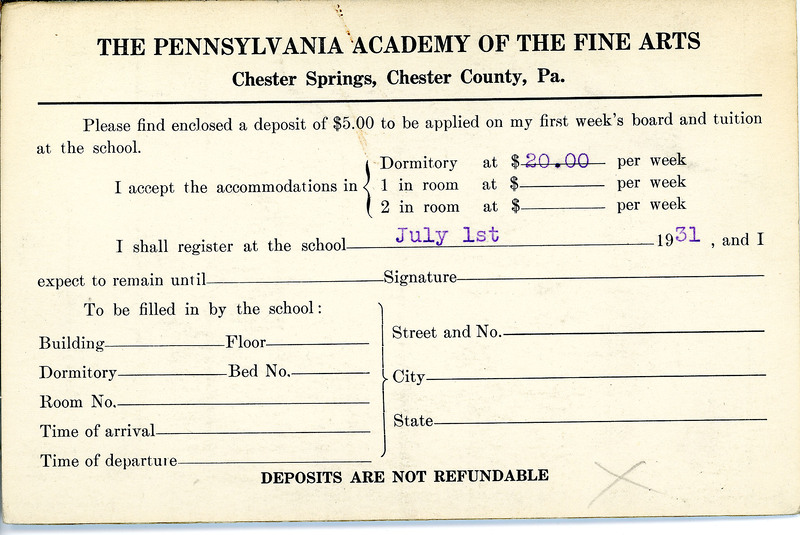 THE PENNSYLVANIA ACADEMY OF THE FINE ARTS
Chester Springs, Chester County, Pa.
Please find enclosed a deposit of $5.00 to be applied on my first week's board and tuition
at the school.
I accept the accommodations in
Dormitory at $20.00 per week
1 in room at $ per week
2 in room at $ per week
I shall register at the school July 1st 1931, and I
expect to remain until Signature
To be filled in by the school:
Building Floor
Dormitory Bed No.
Room No.
Time of arrival
Time of departure
Street and No.
City
State
DEPOSITS ARE NOT REFUNDABLE